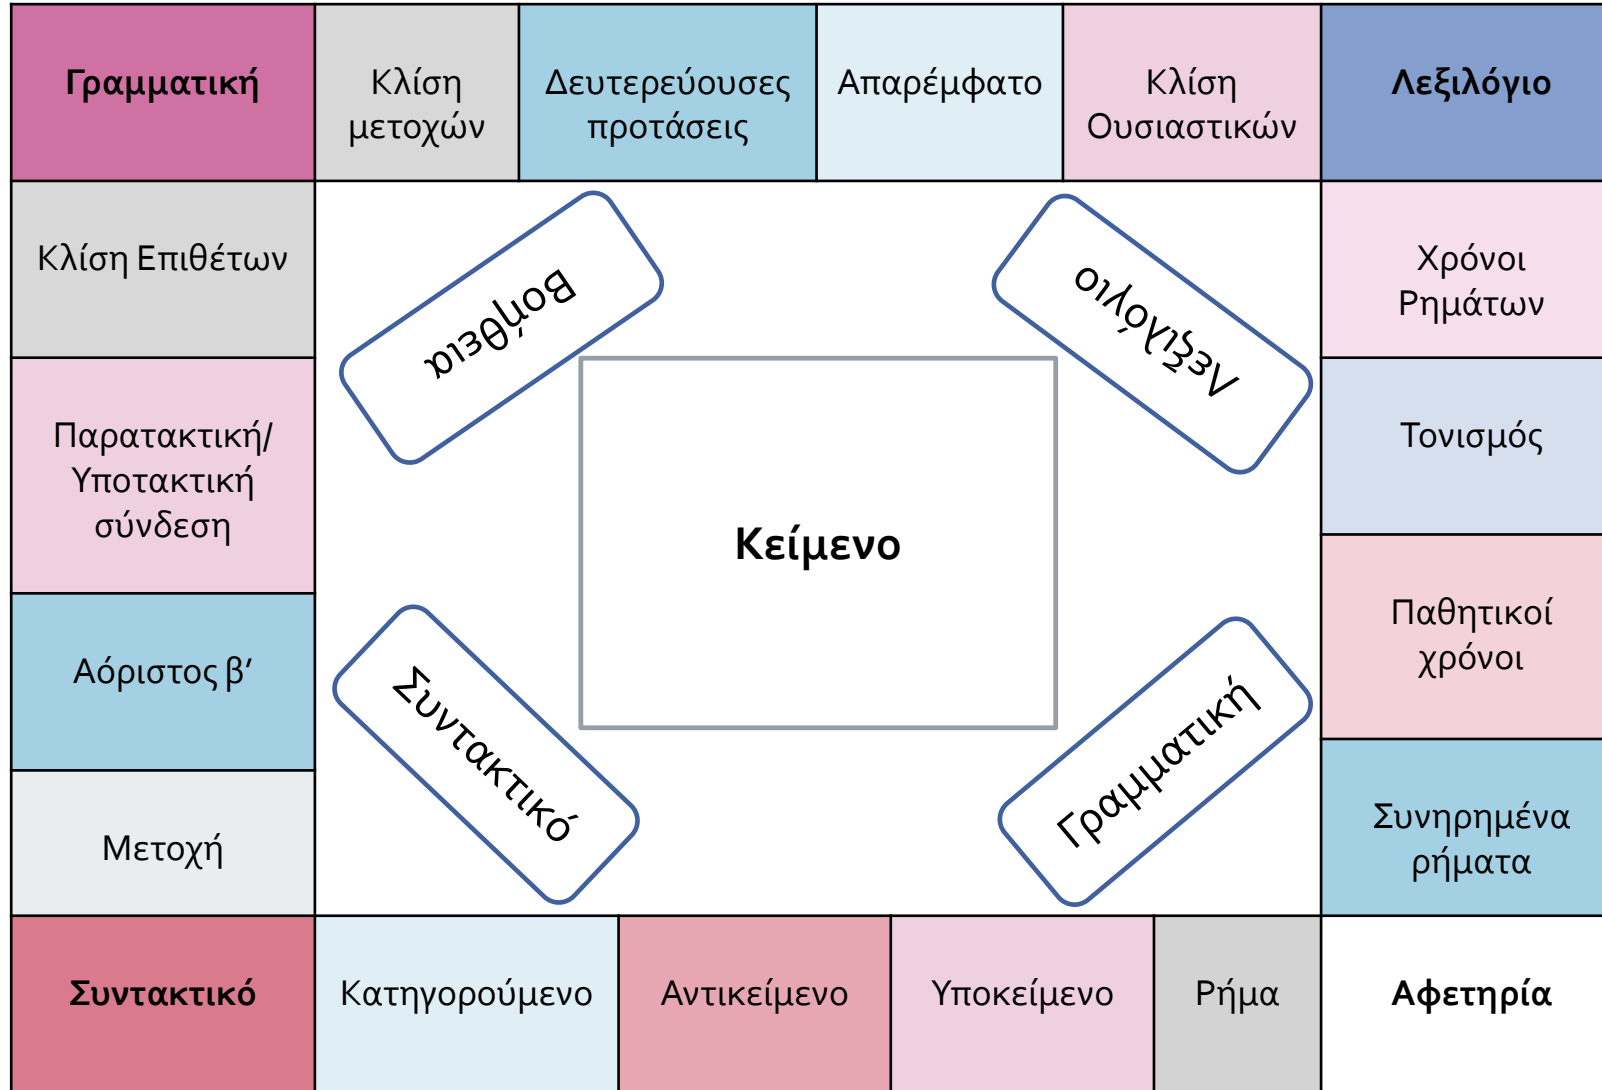 Γραμματική
Κλίση
μετοχών
Δευτερεύουσες
προτάσεις
Απαρέμφατο
Κλίση
Ουσιαστικών
Λεξιλόγιο
Κλίση Επιθέτων
Βοήθεια
Λεξιλόγιο
Χρόνοι
Ρημάτων
Παρατακτική/
Υποτακτική
σύνδεση
Κείμενο
Τονισμός
Αόριστος β’
Συντακτικό
Γραμματική
Παθητικοί
χρόνοι
Μετοχή
Συνηρημένα
ρήματα
Συντακτικό
Κατηγορούμενο
Αντικείμενο
Υποκείμενο
Ρήμα
Αφετηρία